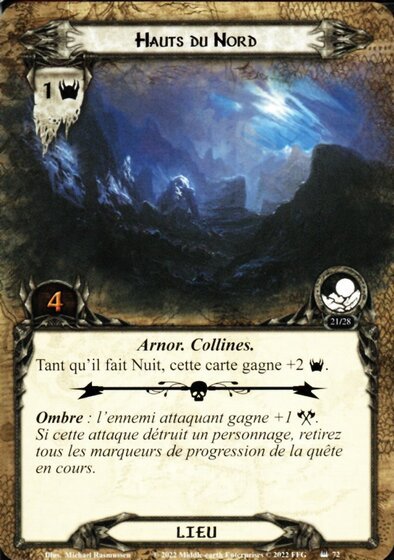 Hauts du Nord
1
4
21/28
Arnor. Collines.
Tant qu'il fait Nuit, cette carte gagne +2 .
Ombre : l'ennemi attaquant gagne +1 .
Si cette attaque détruit un personnage, retirez
tous les marqueurs de progression de la quête
en cours.
LIEU
Illus. Michael Rasmussen © 2022 Middle-earth Enterprises © 2022 FFG 72